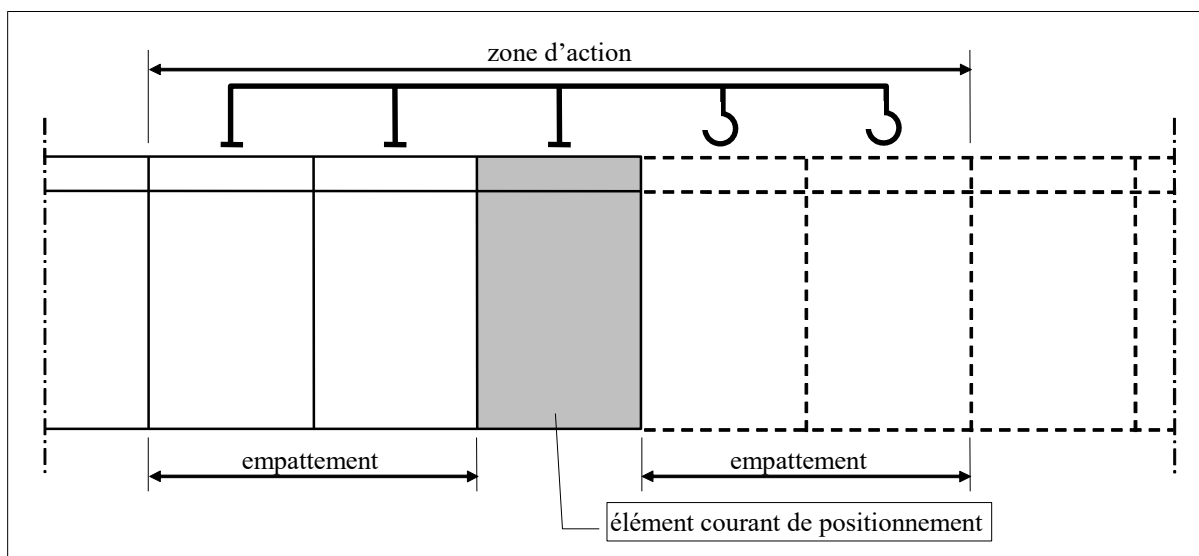 zone d’action
empattement
empattement
élément courant de positionnement